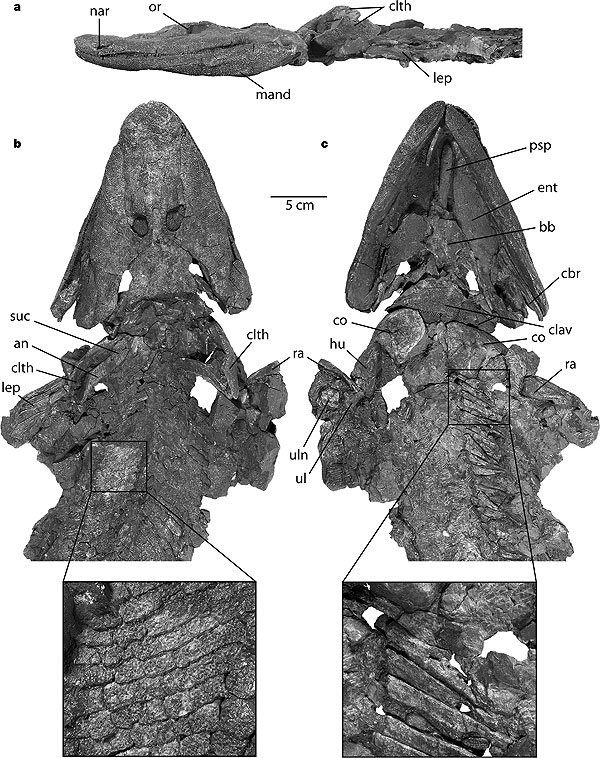 a
nar
or
clth
mand
lep
b
c
5 cm
psp
ent
bb
cbr
clav
co
co
hu
suc
an
clth
lep
clth
ra
ra
uln
ul